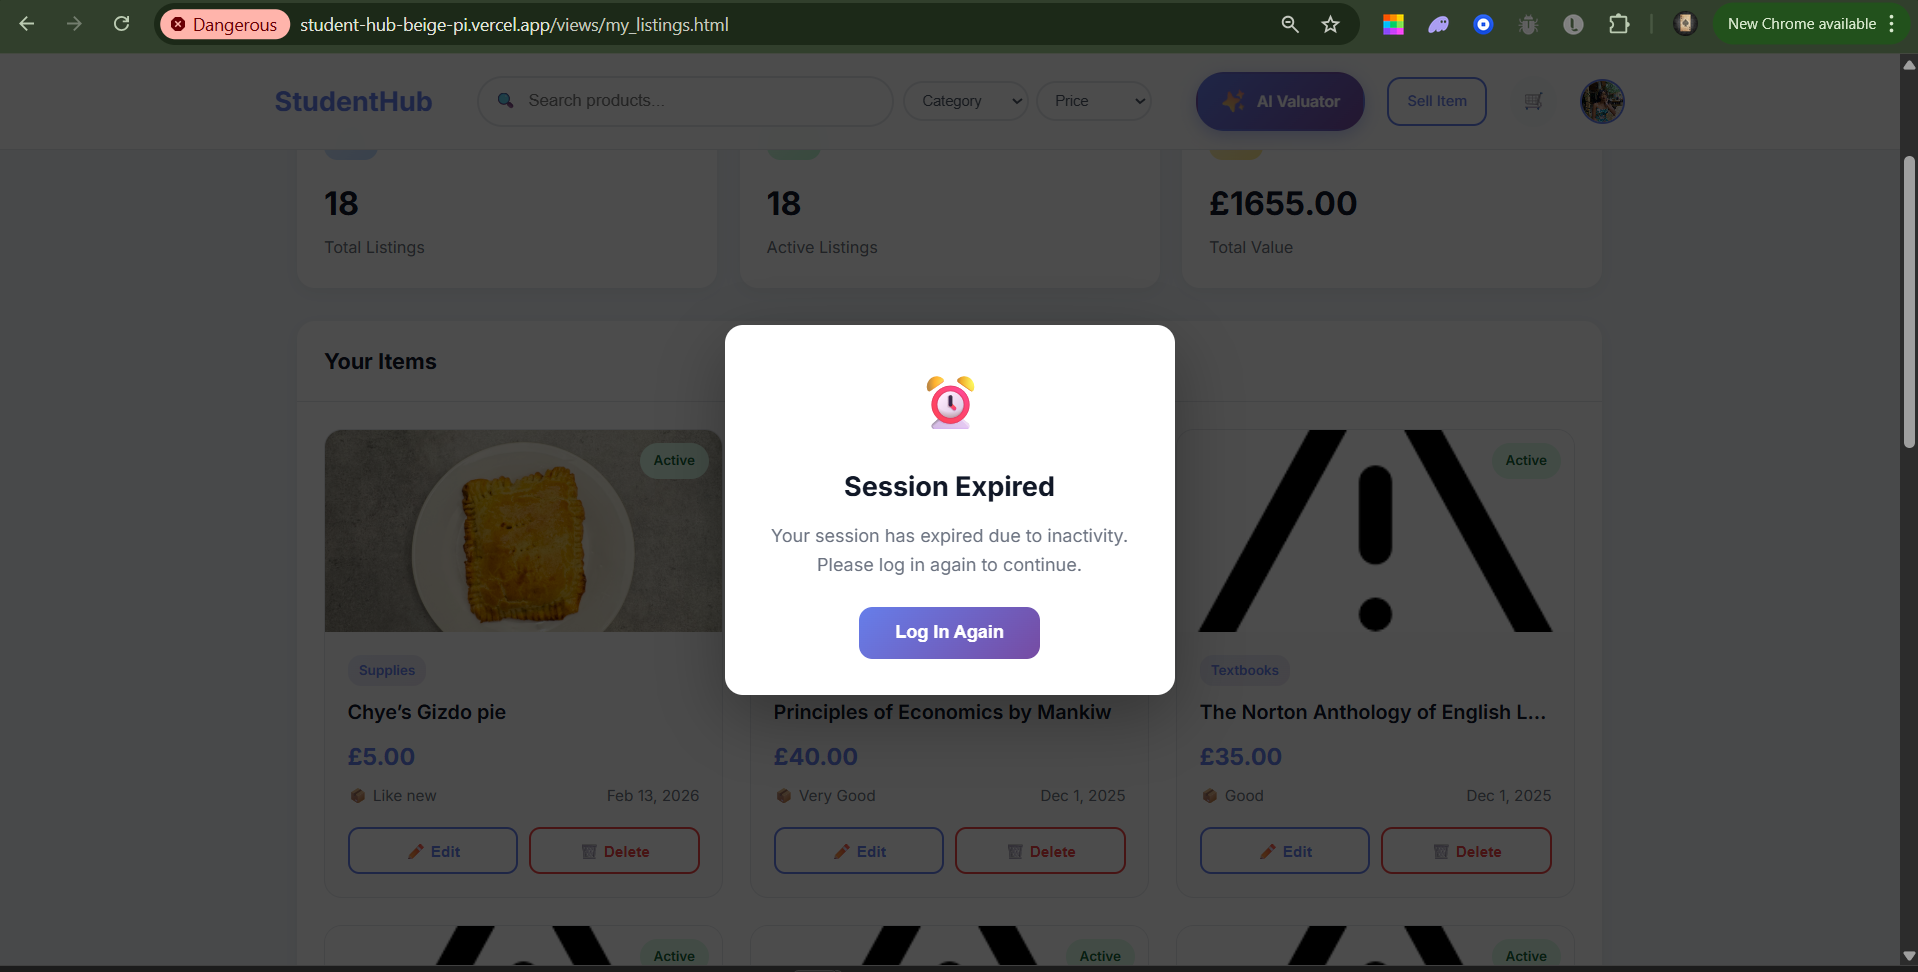 Dangerous
student-hub-beige-pi.vercel.app/views/my_listings.html
New Chrome available
StudentHub
Search products...
Category
Price
AI Valuator
Sell Item
18
Total Listings
18
Active Listings
£1655.00
Total Value
Your Items
Session Expired
Your session has expired due to inactivity.
Please log in again to continue.
Log In Again
Active
Supplies
Chye’s Gizdo pie
£5.00
Like new
Feb 13, 2026
Edit
Delete
Principles of Economics by Mankiw
£40.00
Very Good
Dec 1, 2025
Edit
Delete
Active
Textbooks
The Norton Anthology of English L...
£35.00
Good
Dec 1, 2025
Edit
Delete
Active
Active
Active